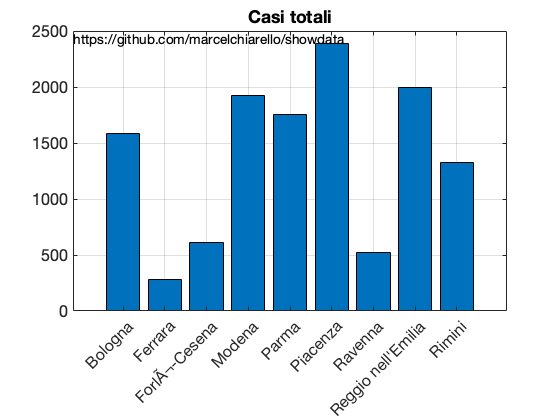 Casi totali
https://github.com/marcelchiarello/showdata
2500
2000
1500
1000
500
0
Bologna
Ferrara
ForlÃ¬-Cesena
Modena
Parma
Piacenza
Ravenna
Reggio nell'Emilia
Rimini